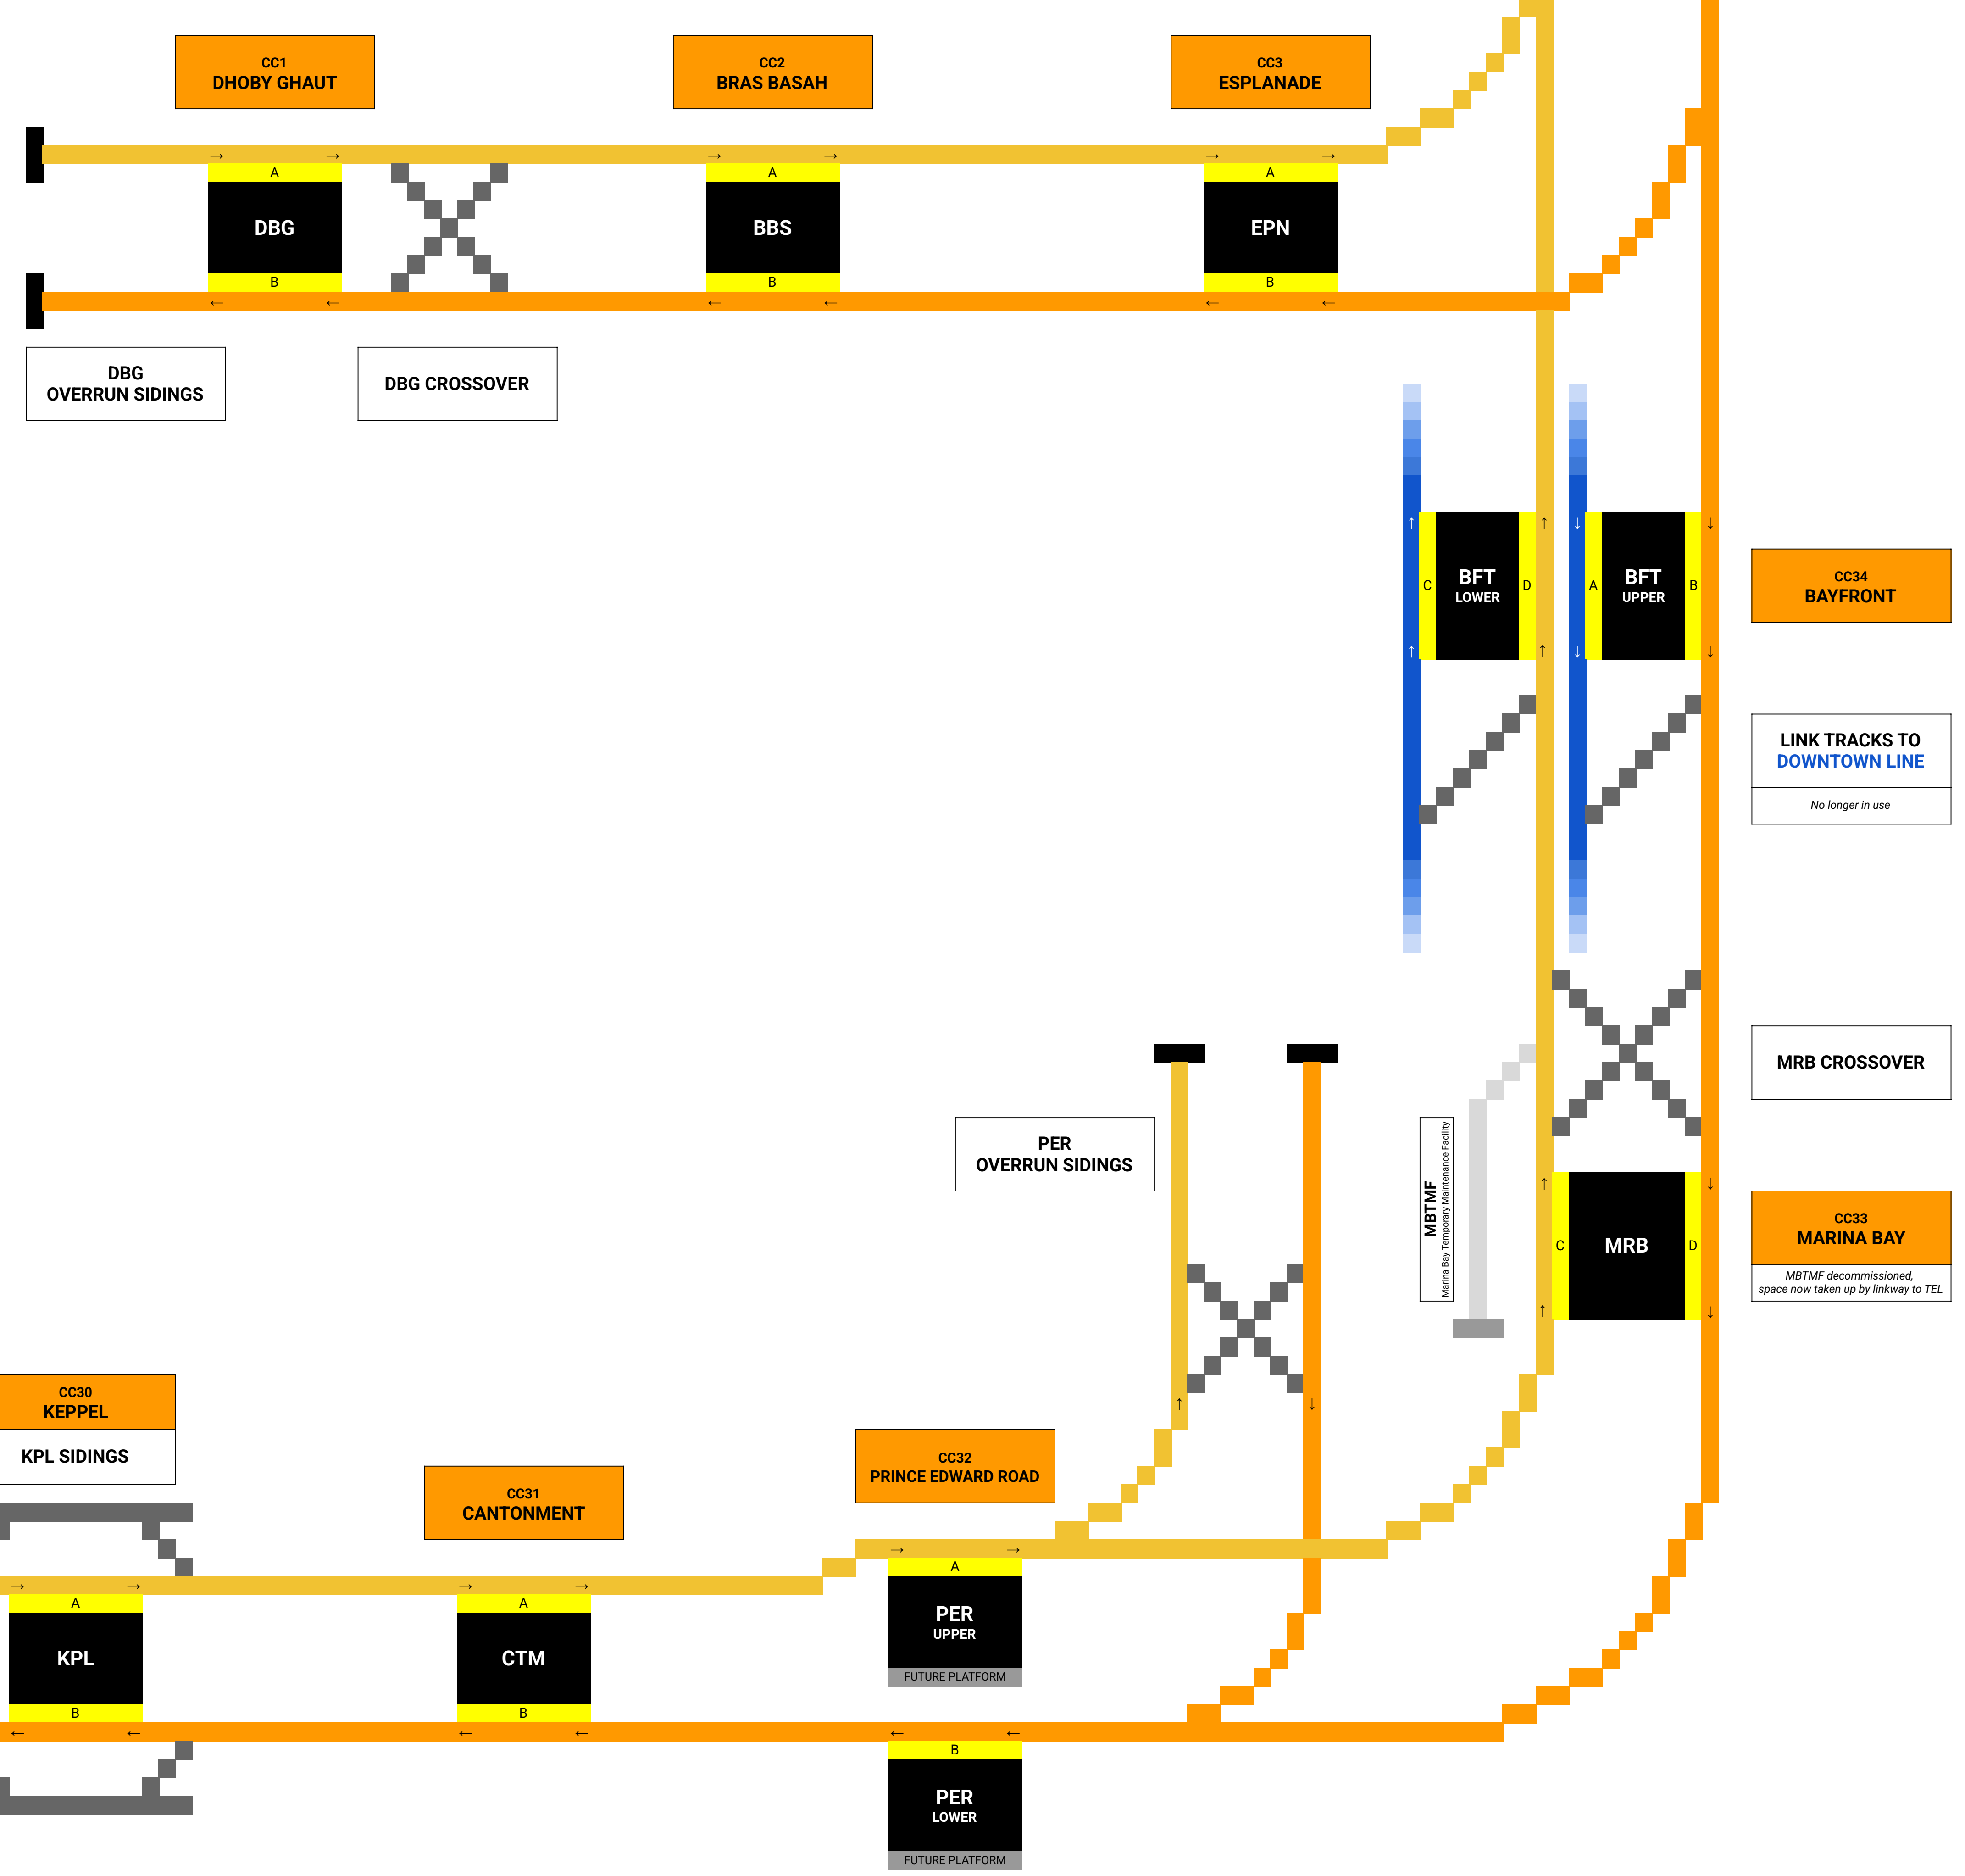 CC1
DHOBY GHAUT
CC2
BRAS BASAH
CC3
ESPLANADE
→ →
→ →
→ →
A
A
A
DBG
BBS
EPN
B
B
B
← ←
← ←
← ←
DBG
OVERRUN SIDINGS
DBG CROSSOVER
↑ ↑ ↓ ↓
C
BFT
LOWER
D
A
BFT
UPPER
B
↑ ↑ ↓ ↓
CC34
BAYFRONT
LINK TRACKS TO
DOWNTOWN LINE
No longer in use
MRB CROSSOVER
PER
OVERRUN SIDINGS
MBTMF
Marina Bay Temporary Maintenance Facility
↑ ↓
C
MRB
D
↑ ↓
CC33
MARINA BAY
MBTMF decommissioned,
space now taken up by linkway to TEL
↑ ↓
CC30
KEPPEL
KPL SIDINGS
CC31
CANTONMENT
CC32
PRINCE EDWARD ROAD
→ →
A
PER
UPPER
FUTURE PLATFORM
→ →
→ →
A
A
KPL
CTM
B
B
← ←
← ←
← ←
B
PER
LOWER
FUTURE PLATFORM